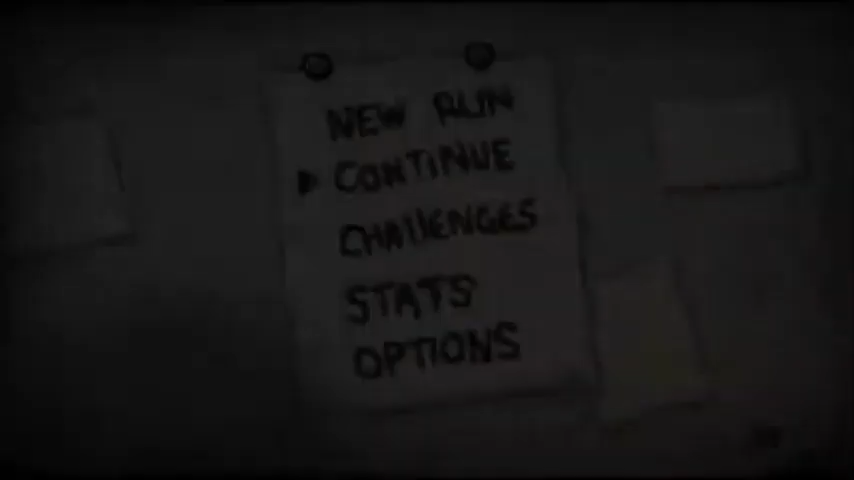 NEW RUN
CONTINUE
CHALLENGES
STATS
OPTIONS